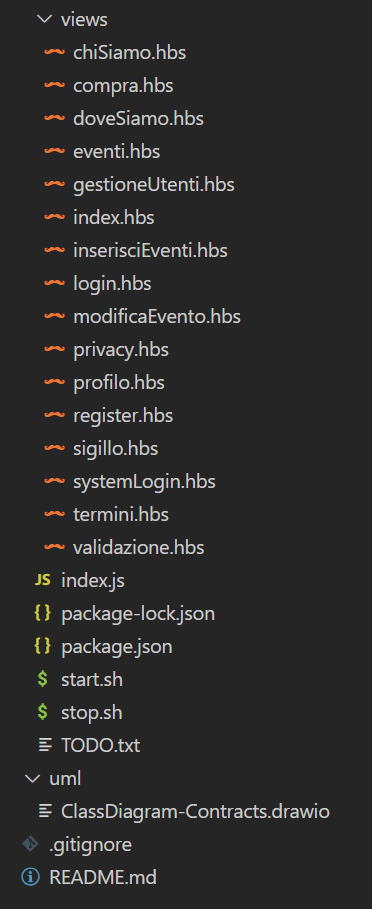 views
chiSiamo.hbs
compra.hbs
doveSiamo.hbs
eventi.hbs
gestioneUtenti.hbs
index.hbs
inserisciEventi.hbs
login.hbs
modificaEvento.hbs
privacy.hbs
profilo.hbs
register.hbs
sigillo.hbs
systemLogin.hbs
termini.hbs
validazione.hbs
JS index.js
{} package-lock.json
{} package.json
$ start.sh
$ stop.sh
TODO.txt
uml
ClassDiagram-Contracts.drawio
.gitignore
README.md